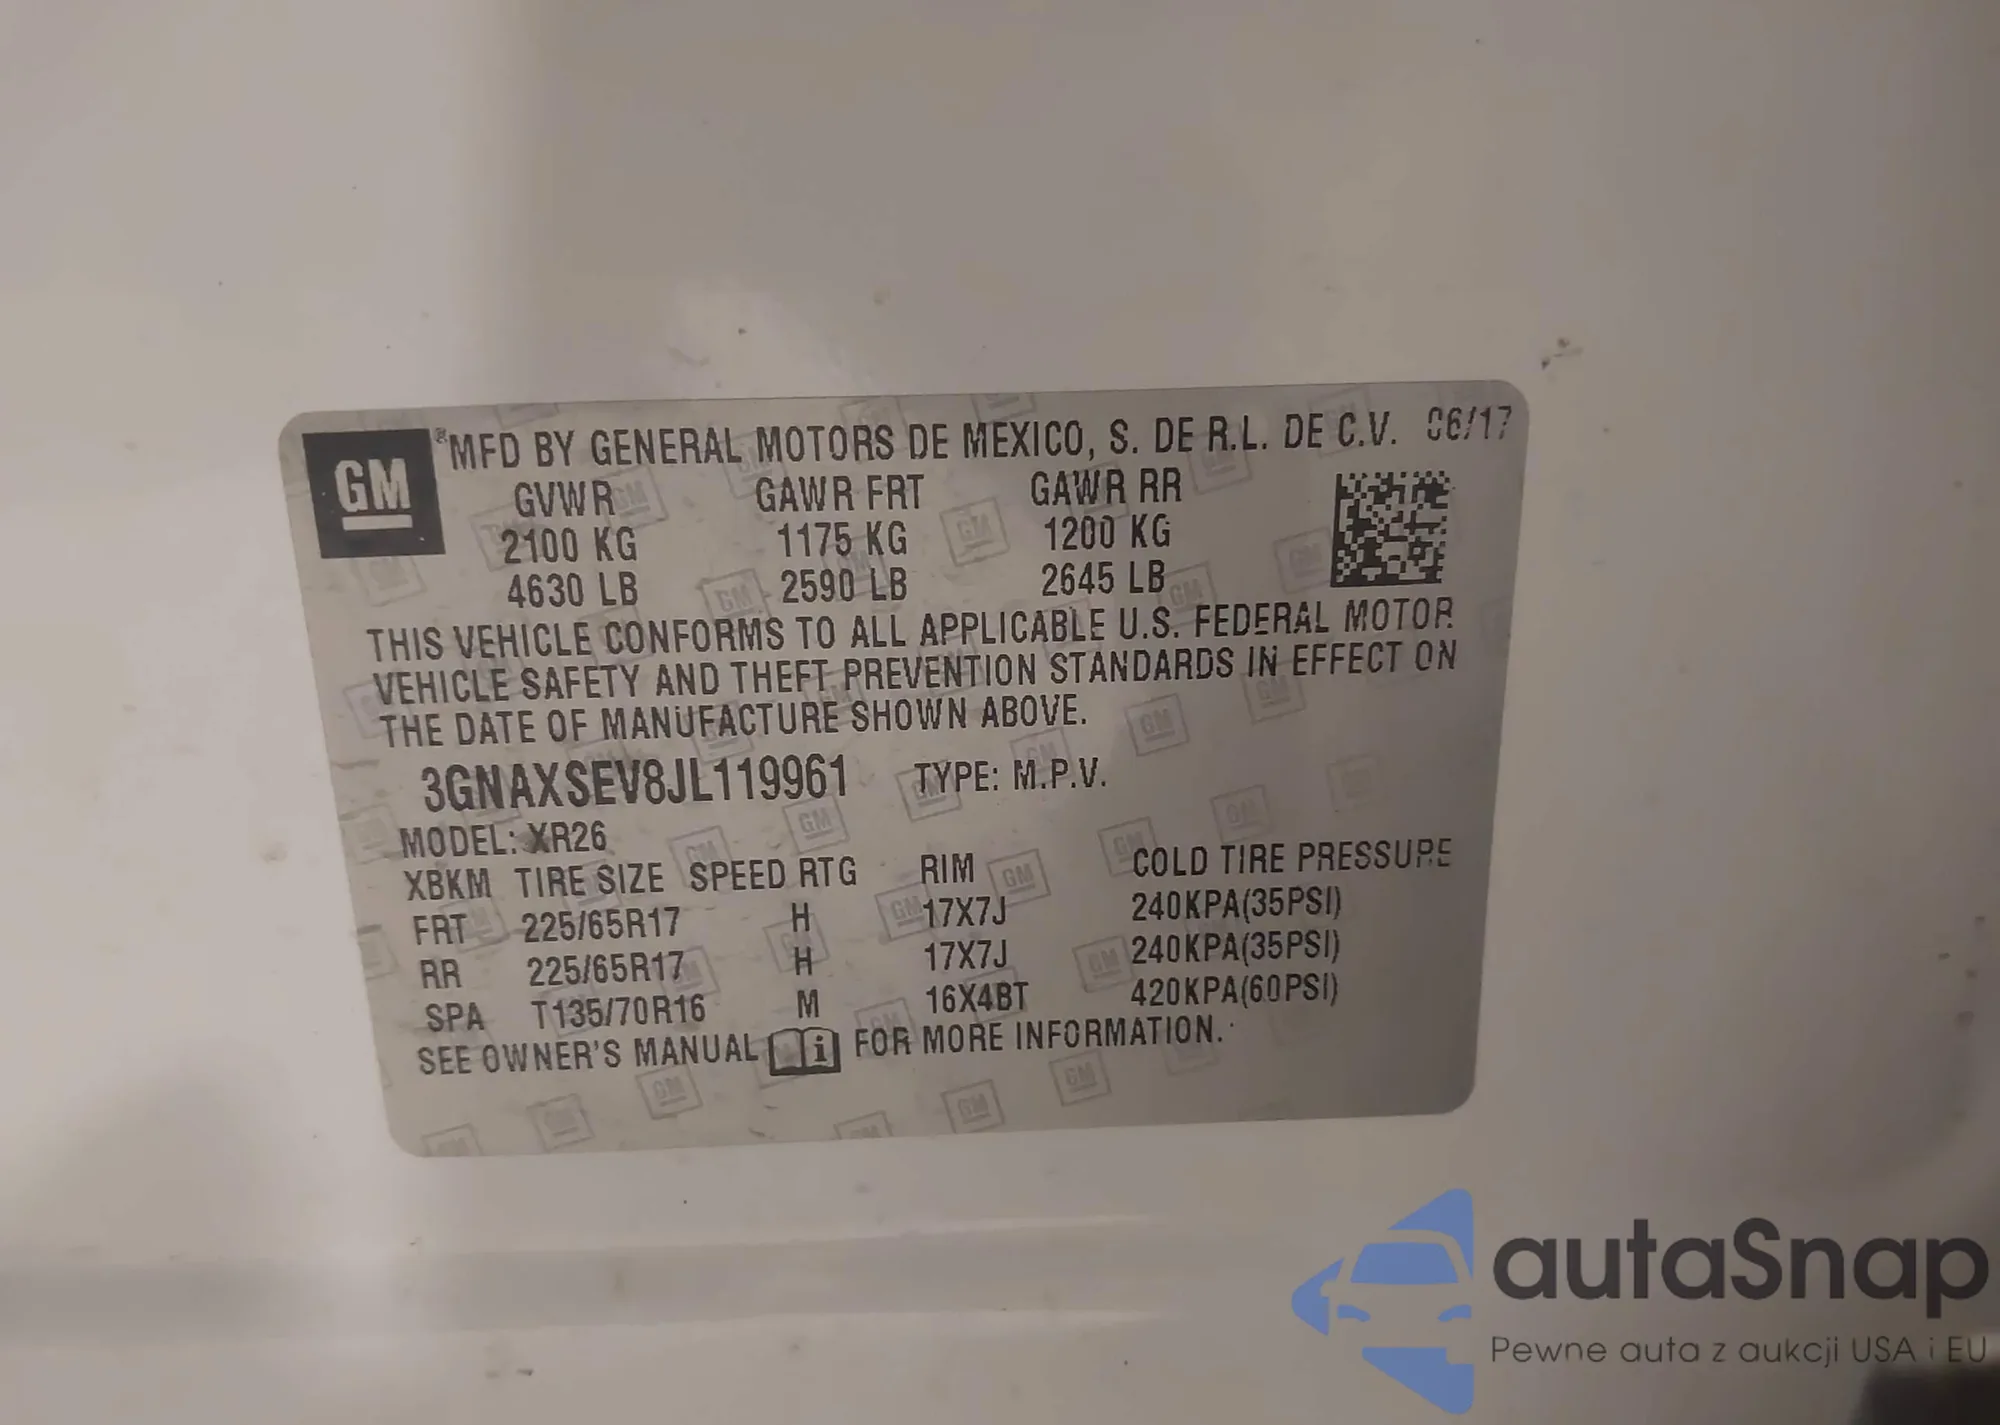 GM ® MFD BY GENERAL MOTORS DE MEXICO, S. DE R.L. DE C.V. 06/17
GVWR GAWR FRT GAWR RR
2100 KG 1175 KG 1200 KG
4630 LB 2590 LB 2645 LB
THIS VEHICLE CONFORMS TO ALL APPLICABLE U.S. FEDERAL MOTOR
VEHICLE SAFETY AND THEFT PREVENTION STANDARDS IN EFFECT ON
THE DATE OF MANUFACTURE SHOWN ABOVE.
3GNAXSEV8JL119961 TYPE: M.P.V.
MODEL: XR26
XBKM TIRE SIZE SPEED RTG RIM COLD TIRE PRESSURE
FRT 225/65R17 H 17X7J 240KPA(35PSI)
RR 225/65R17 H 17X7J 240KPA(35PSI)
SPA T135/70R16 M 16X4BT 420KPA(60PSI)
SEE OWNER'S MANUAL i FOR MORE INFORMATION.
autaSnap
Pewne auta z aukcji USA i EU